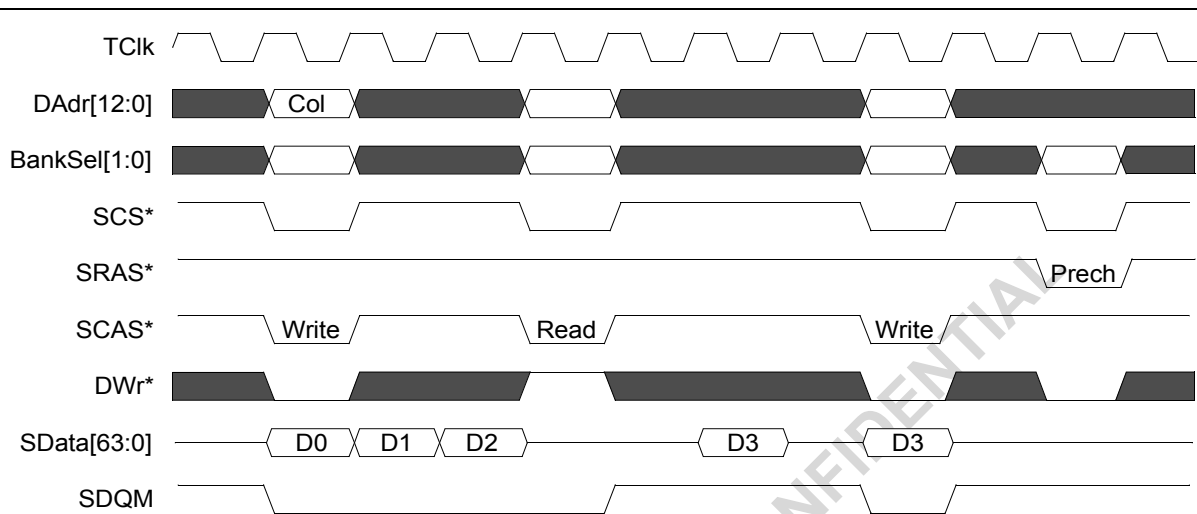 TClk
DAdr[12:0] Col
BankSel[1:0]
SCS*
SRAS* Prech
SCAS* Write Read Write
DWr*
SData[63:0] D0 D1 D2 D3 D3
SDQM
NFIDENTIAL